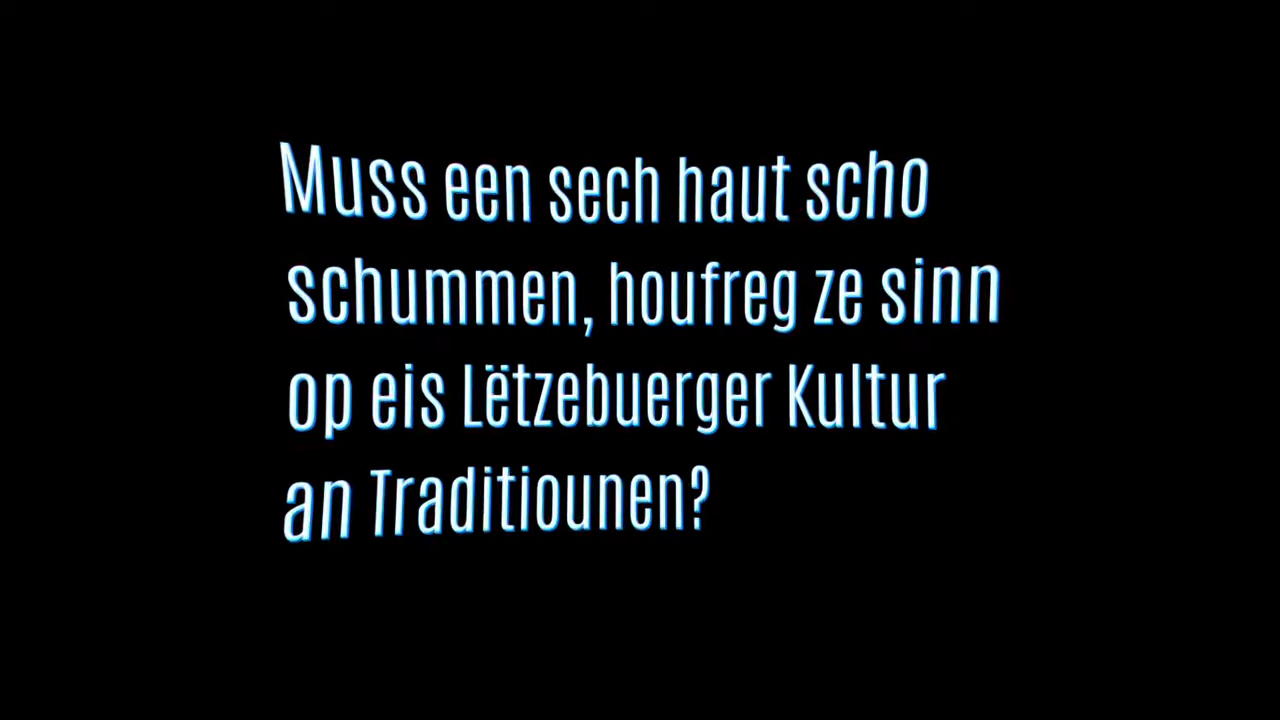 Muss een sech haut scho
schummen, houfreg ze sinn
op eis Lëtzebuerger Kultur
an Traditiounen?